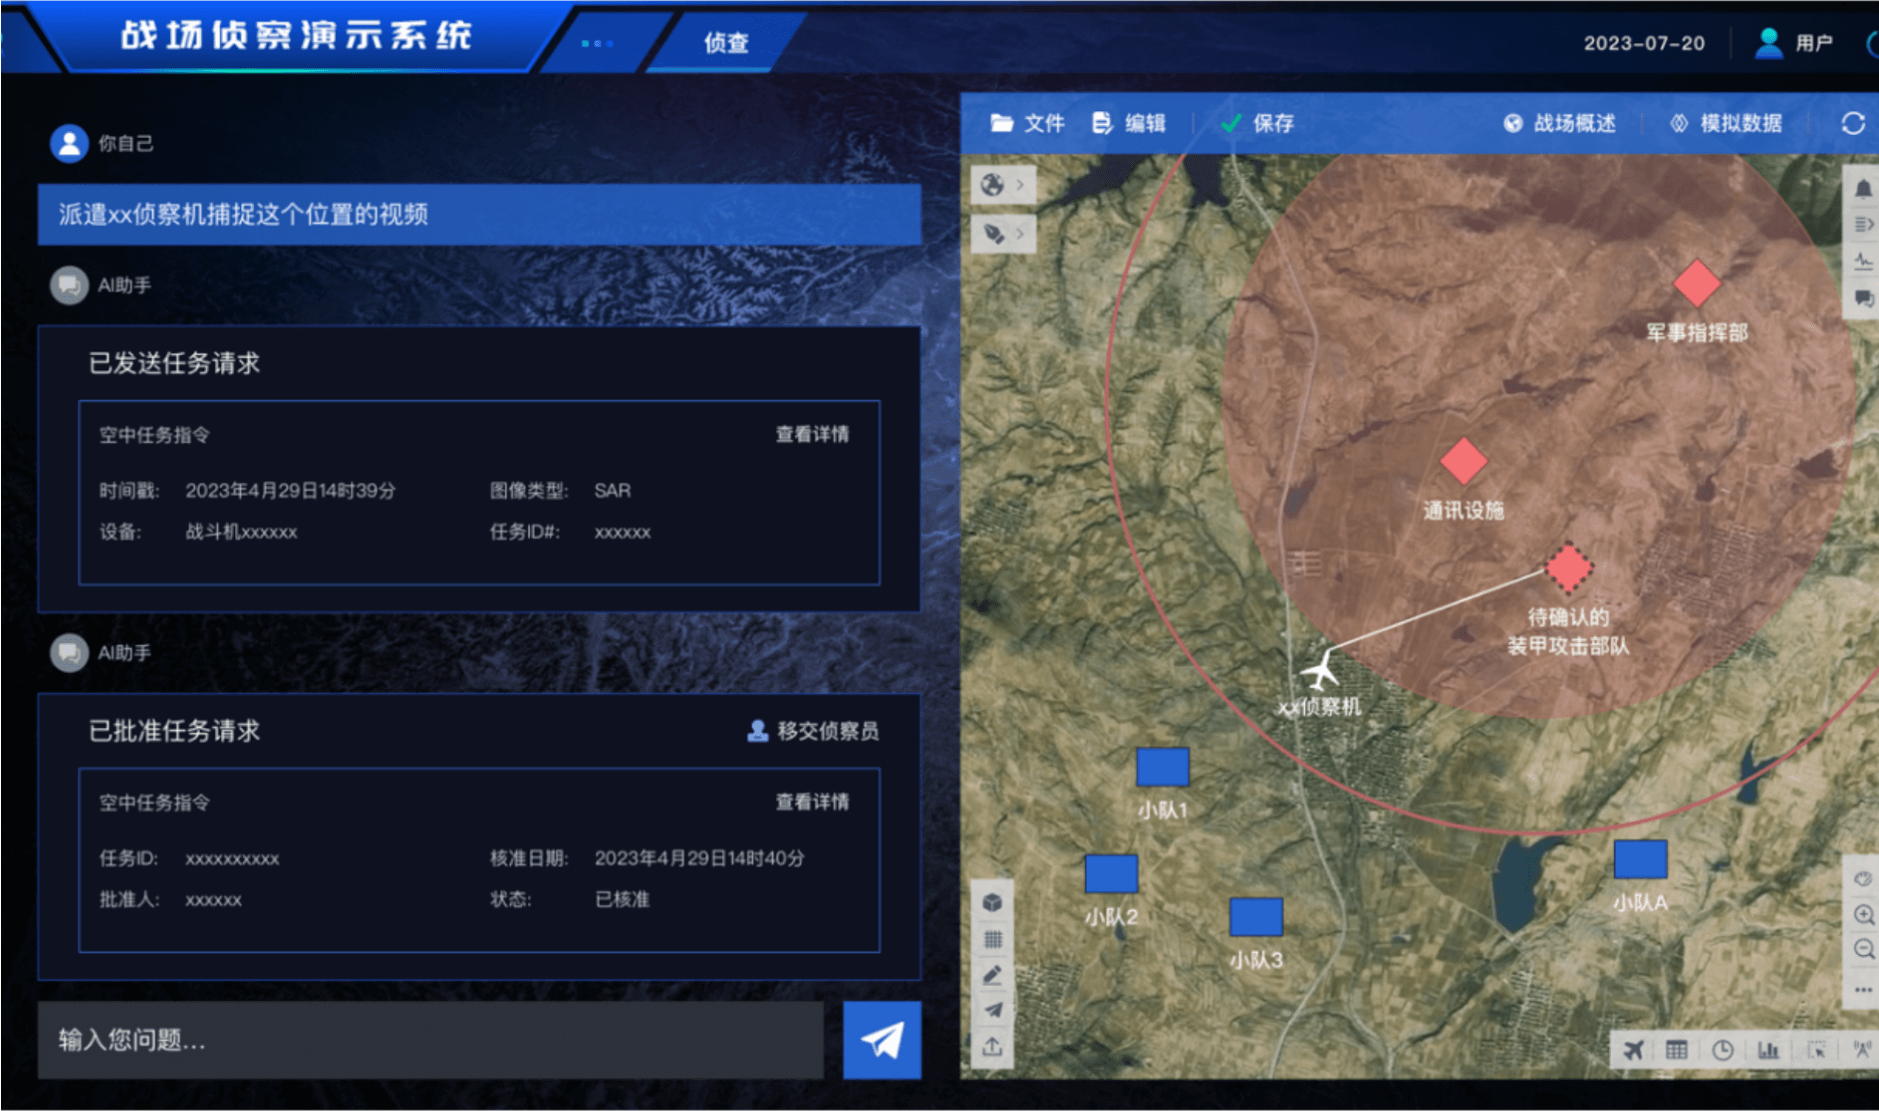 战场侦察演示系统
侦查
2023-07-20
用户
你自己
派遣xx侦察机捕捉这个位置的视频
AI助手
已发送任务请求
空中任务指令
查看详情
时间戳: 2023年4月29日14时39分
图像类型: SAR
设备: 战斗机xxxxxx
任务ID#: xxxxxx
AI助手
已批准任务请求
移交侦察员
空中任务指令
查看详情
任务ID: xxxxxxxxxx
核准日期: 2023年4月29日14时40分
批准人: xxxxxx
状态: 已核准
输入您问题...
文件
编辑
保存
战场概述
模拟数据
军事指挥部
通讯设施
待确认的
装甲攻击部队
xx侦察机
小队1
小队2
小队3
小队A